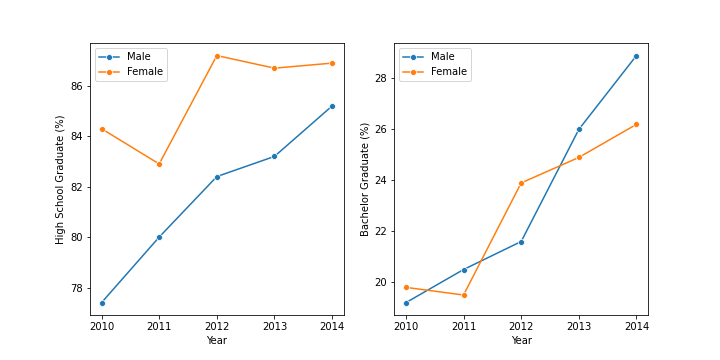 Male
Female
High School Graduate (%)
86
84
82
80
78
2010 2011 2012 2013 2014
Year
Male
Female
Bachelor Graduate (%)
28
26
24
22
20
2010 2011 2012 2013 2014
Year